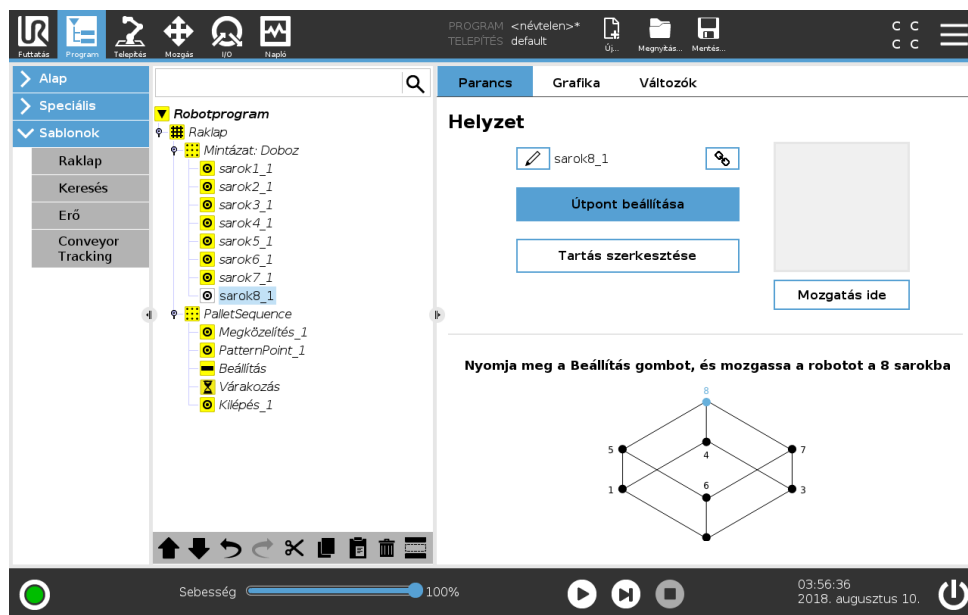 PROGRAM <névtelen>*
TELEPÍTÉS default
Futtatás
Program
Telepítés
Mozgás
I/O
Napló
Új...
Megnyitás...
Mentés...
C C
C C
Alap
Speciális
Sablonok
Raklap
Keresés
Erő
Conveyor
Tracking
Robotprogram
Raklap
Mintázat: Doboz
sarok1_1
sarok2_1
sarok3_1
sarok4_1
sarok5_1
sarok6_1
sarok7_1
sarok8_1
PalletSequence
Megközelítés_1
PatternPoint_1
Beállítás
Várakozás
Kilépés_1
Parancs
Grafika
Változók
Helyzet
sarok8_1
Útpont beállítása
Tartás szerkesztése
Mozgatás ide
Nyomja meg a Beállítás gombot, és mozgassa a robotot a 8 sarokba
8
5
4
7
6
1
3
Sebesség
100%
03:56:36
2018. augusztus 10.